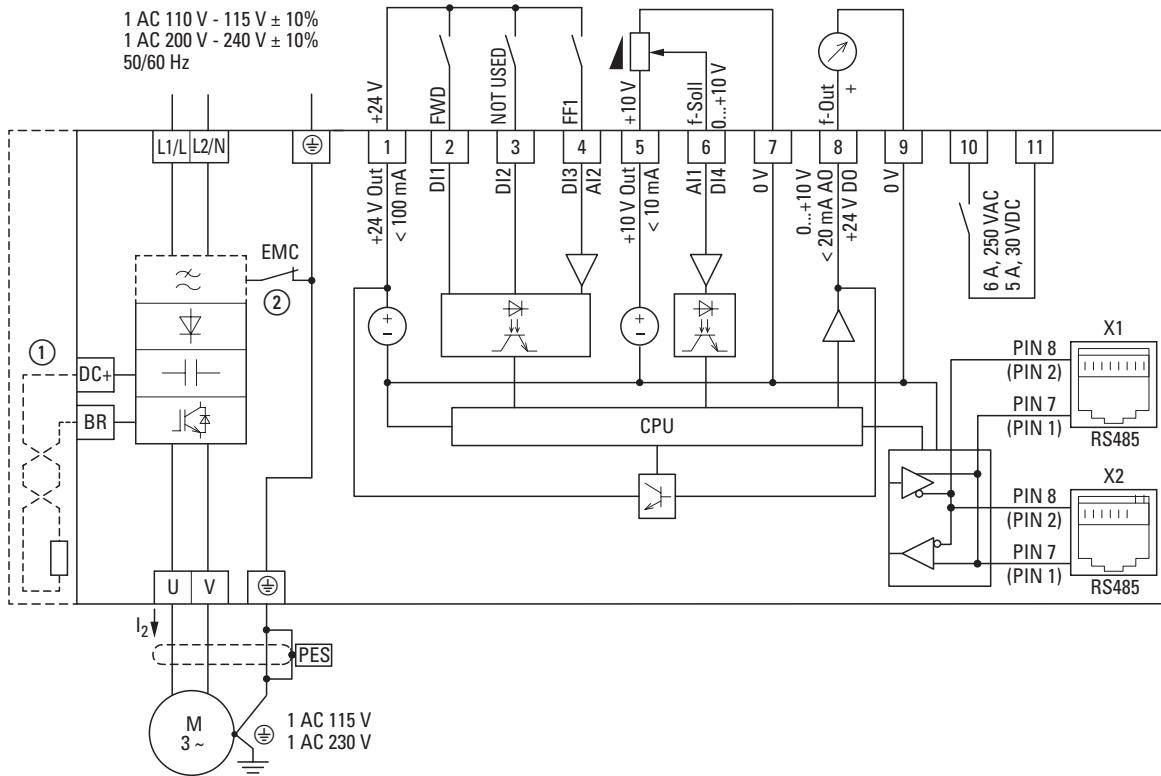 1 AC 110 V - 115 V ± 10%
1 AC 200 V - 240 V ± 10%
50/60 Hz
+24 V
FWD
NOT USED
FF1
+10 V
f-Soll
0...+10 V
f-Out
+
L1/L L2/N
1 2 3 4 5 6 7 8 9 10 11
+24 V Out
< 100 mA
DI1
DI2
DI3
AI2
+10 V Out
< 10 mA
AI1
DI4
0 V
0...+10 V
< 20 mA AO
+24 V DO
0 V
6 A, 250 VAC
5 A, 30 VDC
EMC
②
①
DC+
BR
+
−
+
−
CPU
X1
PIN 8
(PIN 2)
PIN 7
(PIN 1)
RS485
X2
PIN 8
(PIN 2)
PIN 7
(PIN 1)
RS485
U V
I2
PES
M
3 ~
1 AC 115 V
1 AC 230 V